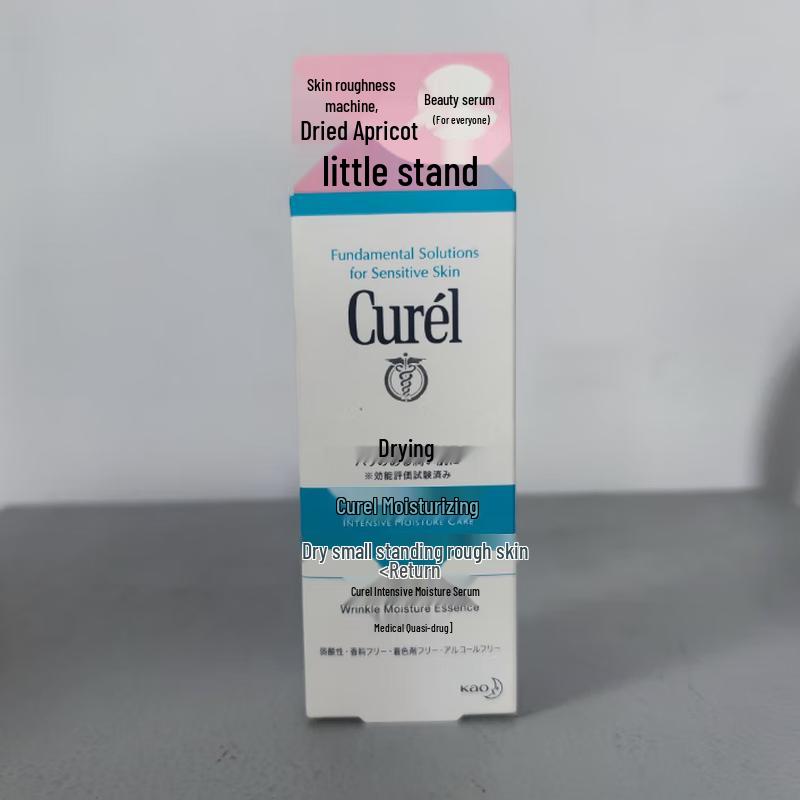 Skin roughness
machine,
Dried Apricot
Beauty serum
(For everyone)
little stand
Fundamental Solutions
for Sensitive Skin
Curél
Drying
※効能評価試験済み
Curel Moisturizing
INTENSIVE MOISTURE CARE
Dry small standing rough skin
<Return
Curel Intensive Moisture Serum
Wrinkle Moisture Essence
Medical Quasi-drug]
弱酸性・香料フリー・着色剤フリー・アルコールフリー
Kao